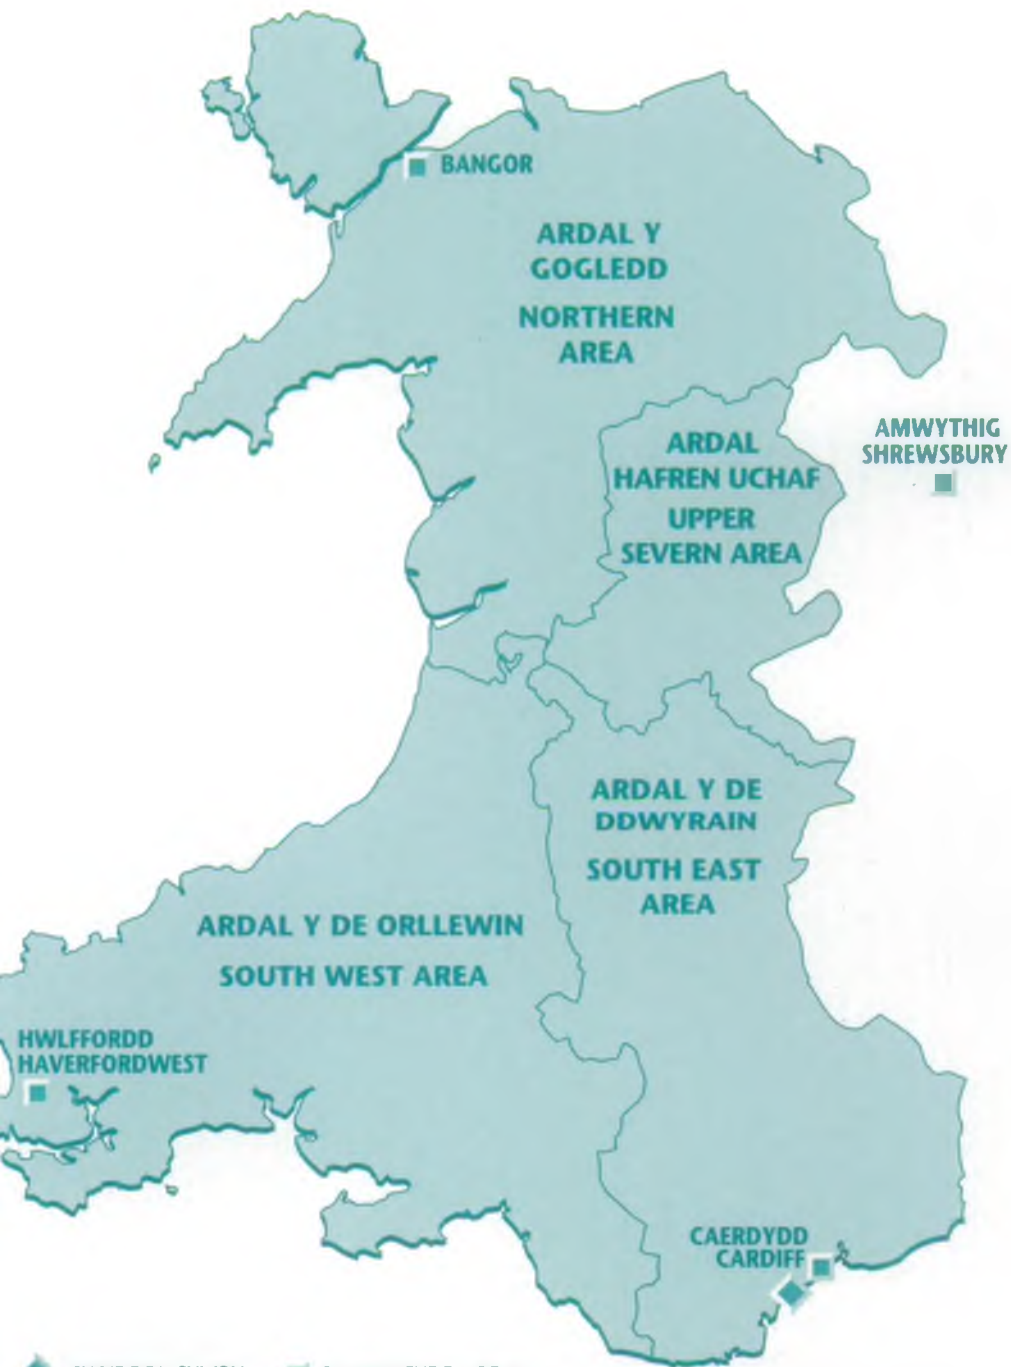 BANGOR
ARDAL Y
GOGLEDD
NORTHERN
AREA
AMWYTHIG
SHREWSBURY
ARDAL
HAFREN UCHAF
UPPER
SEVERN AREA
ARDAL Y DE
DDWYRAIN
SOUTH EAST
AREA
ARDAL Y DE ORLLEWIN
SOUTH WEST AREA
HWLFFORDD
HAVERFORDWEST
CAERDYDD
CARDIFF